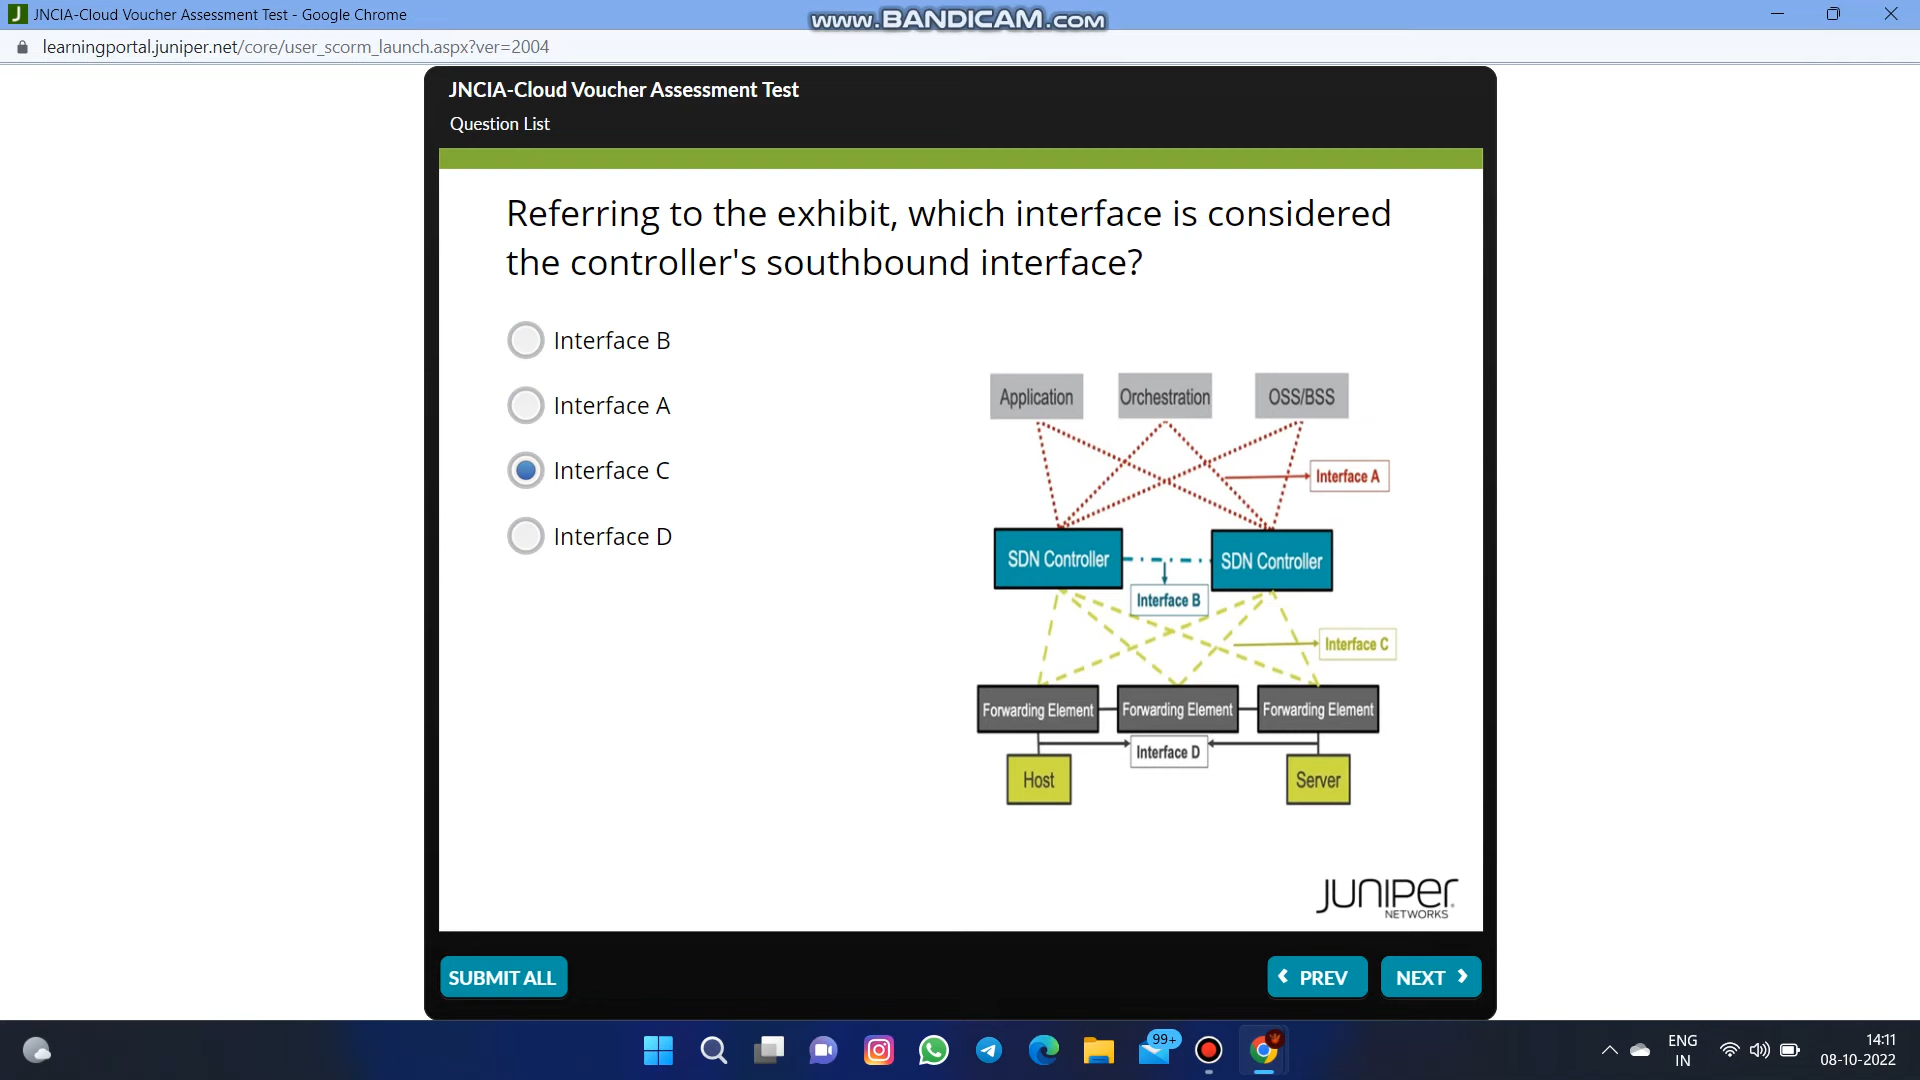 JNCIA-Cloud Voucher Assessment Test - Google Chrome
www.BANDICAM.com
learningportal.juniper.net/core/user_scorm_launch.aspx?ver=2004
JNCIA-Cloud Voucher Assessment Test
Question List
Referring to the exhibit, which interface is considered
the controller's southbound interface?
Interface B
Interface A
Interface C
Interface D
Application
Orchestration
OSS/BSS
Interface A
SDN Controller
SDN Controller
Interface B
Interface C
Forwarding Element
Forwarding Element
Forwarding Element
Interface D
Host
Server
JUNIPER
NETWORKS
SUBMIT ALL
PREV
NEXT
99+
ENG
IN
14:11
08-10-2022